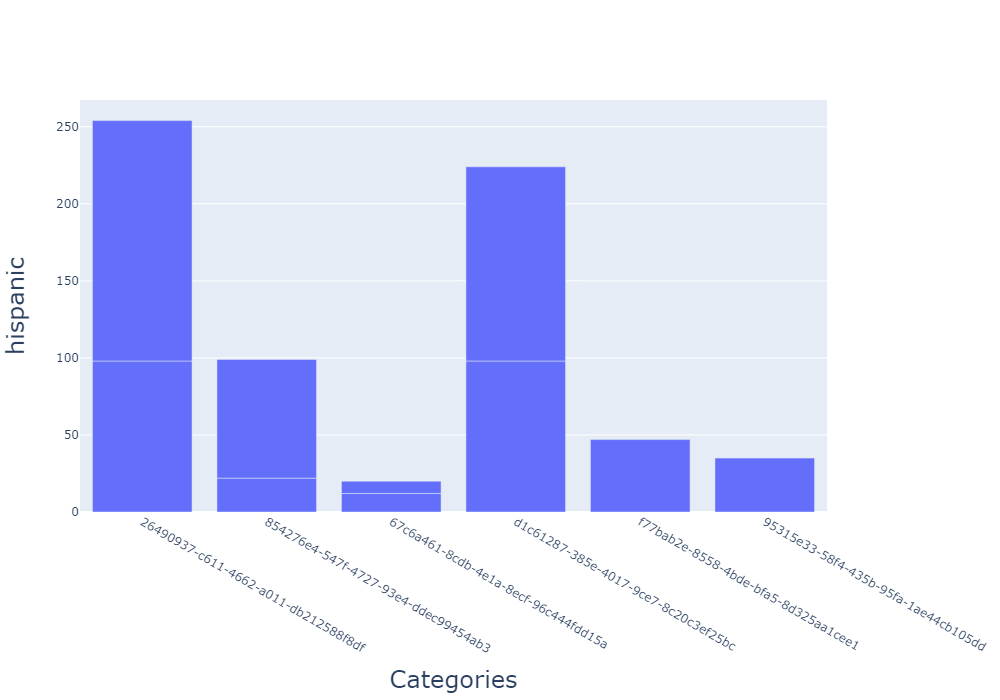 hispanic
250
200
150
100
50
0
26490937-c611-4662-a011-db212588f8df
854276e4-547f-4727-93e4-ddec99454ab3
67c6a461-8cdb-4e1a-8ecf-96c444fdd15a
d1c61287-385e-4017-9ce7-8c20c3ef25bc
f77bab2e-8558-4bde-bfa5-8d325aa1cee1
95315e33-58f4-435b-95fa-1ae44cb105dd
Categories